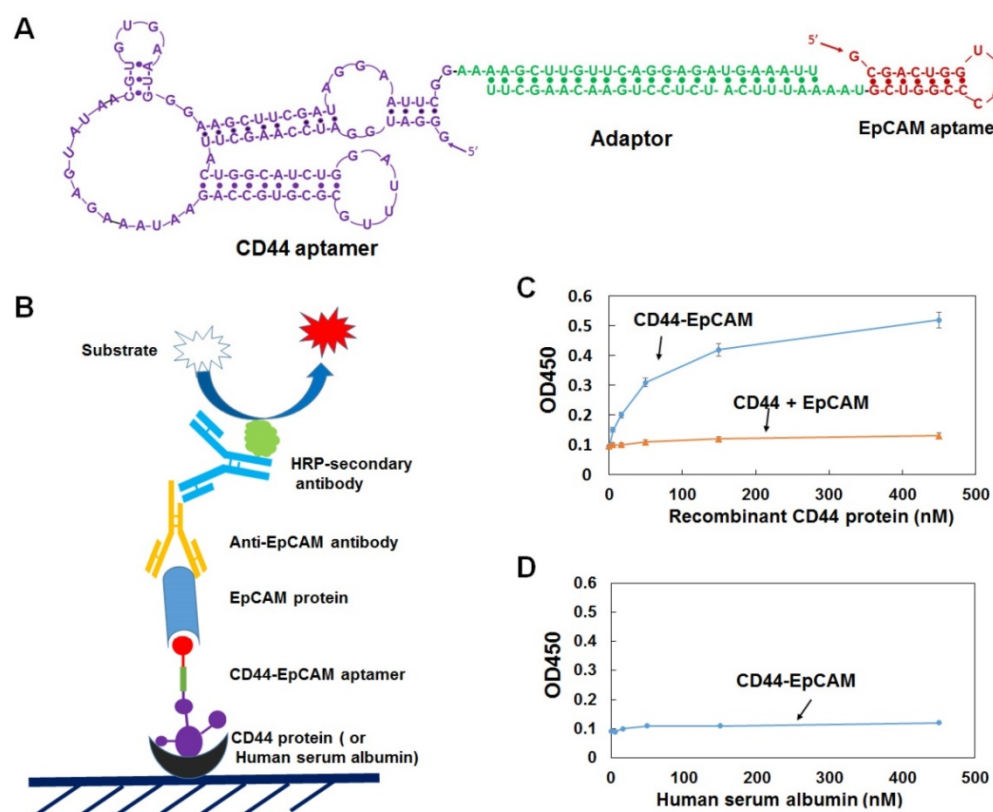 A
5'
G
C-G-A-C-U-G-G
A-A-A-A-G-C-U-U-G-U-U-C-A-G-G-A-G-A-U-G-A-A-A-U-U
A-G-C-U-U-C-G-A
C-U-G-G-C-A-U-C-U-G
5'
Adaptor
EpCAM aptame
CD44 aptamer
B
Substrate
HRP-secondary
antibody
Anti-EpCAM antibody
EpCAM protein
CD44-EpCAM aptamer
CD44 protein ( or
Human serum albumin)
C
0.6
0.5
0.4
0.3
0.2
0.1
0
OD450
CD44-EpCAM
CD44 + EpCAM
0 100 200 300 400 500
Recombinant CD44 protein (nM)
D
0.6
0.5
0.4
0.3
0.2
0.1
0
OD450
CD44-EpCAM
0 100 200 300 400 500
Human serum albumin (nM)